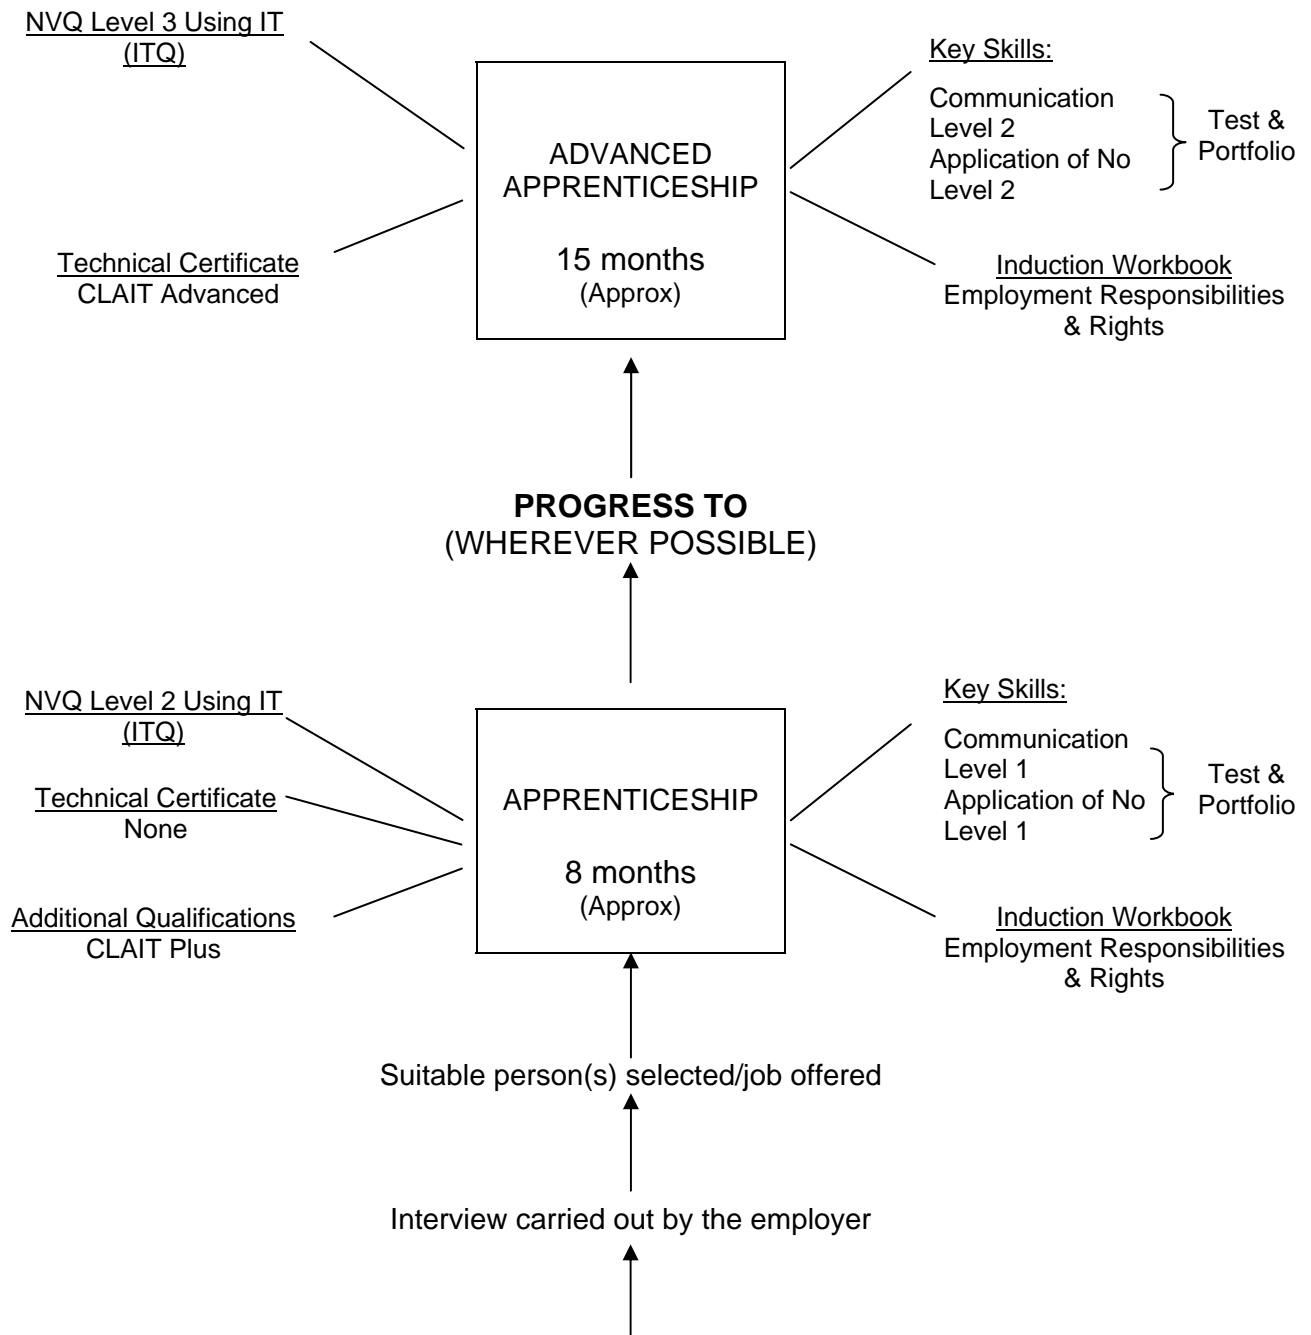 NVQ Level 3 Using IT
(ITQ)
Technical Certificate
CLAIT Advanced
ADVANCED
APPRENTICESHIP
15 months
(Approx)
Key Skills:
Communication
Level 2
Application of No
Level 2
Test &
Portfolio
Induction Workbook
Employment Responsibilities
& Rights
PROGRESS TO
(WHEREVER POSSIBLE)
NVQ Level 2 Using IT
(ITQ)
Technical Certificate
None
Additional Qualifications
CLAIT Plus
APPRENTICESHIP
8 months
(Approx)
Key Skills:
Communication
Level 1
Application of No
Level 1
Test &
Portfolio
Induction Workbook
Employment Responsibilities
& Rights
Suitable person(s) selected/job offered
Interview carried out by the employer